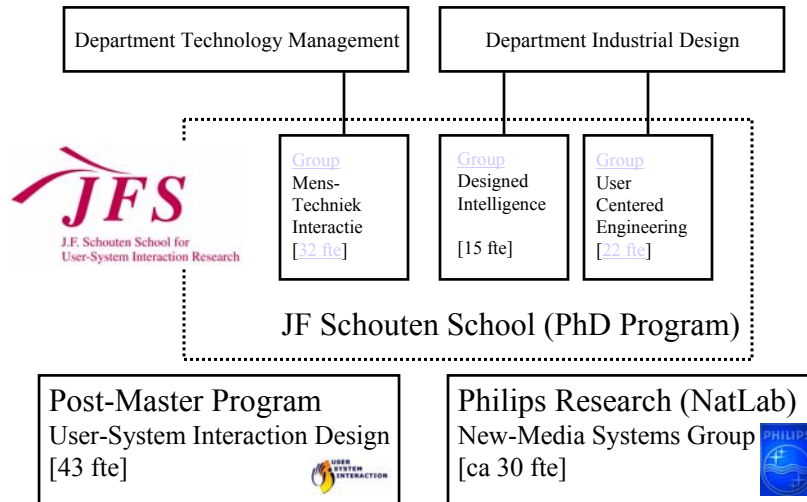 Department Technology Management
Department Industrial Design
JFS
J.F. Schouten School for
User-System Interaction Research
Group
Mens-
Techniek
Interactie
[32 fte]
Group
Designed
Intelligence
[15 fte]
Group
User
Centered
Engineering
[22 fte]
JF Schouten School (PhD Program)
Post-Master Program
User-System Interaction Design
[43 fte]
USER
SYSTEM
INTERACTION
Philips Research (NatLab)
New-Media Systems Group
[ca 30 fte]
PHILIPS